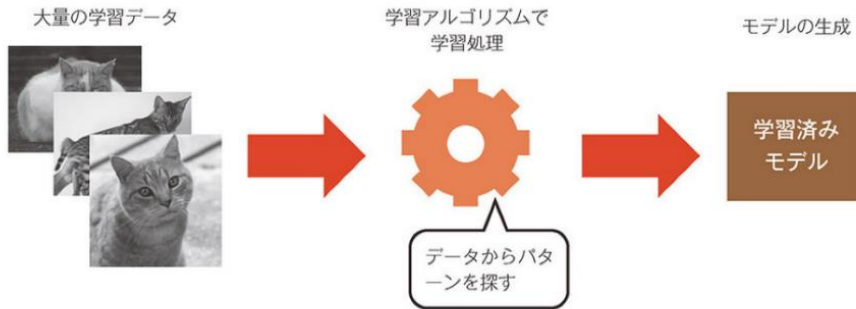 大量の学習データ
学習アルゴリズムで
学習処理
モデルの生成
学習済み
モデル
データからパタ
ーンを探す